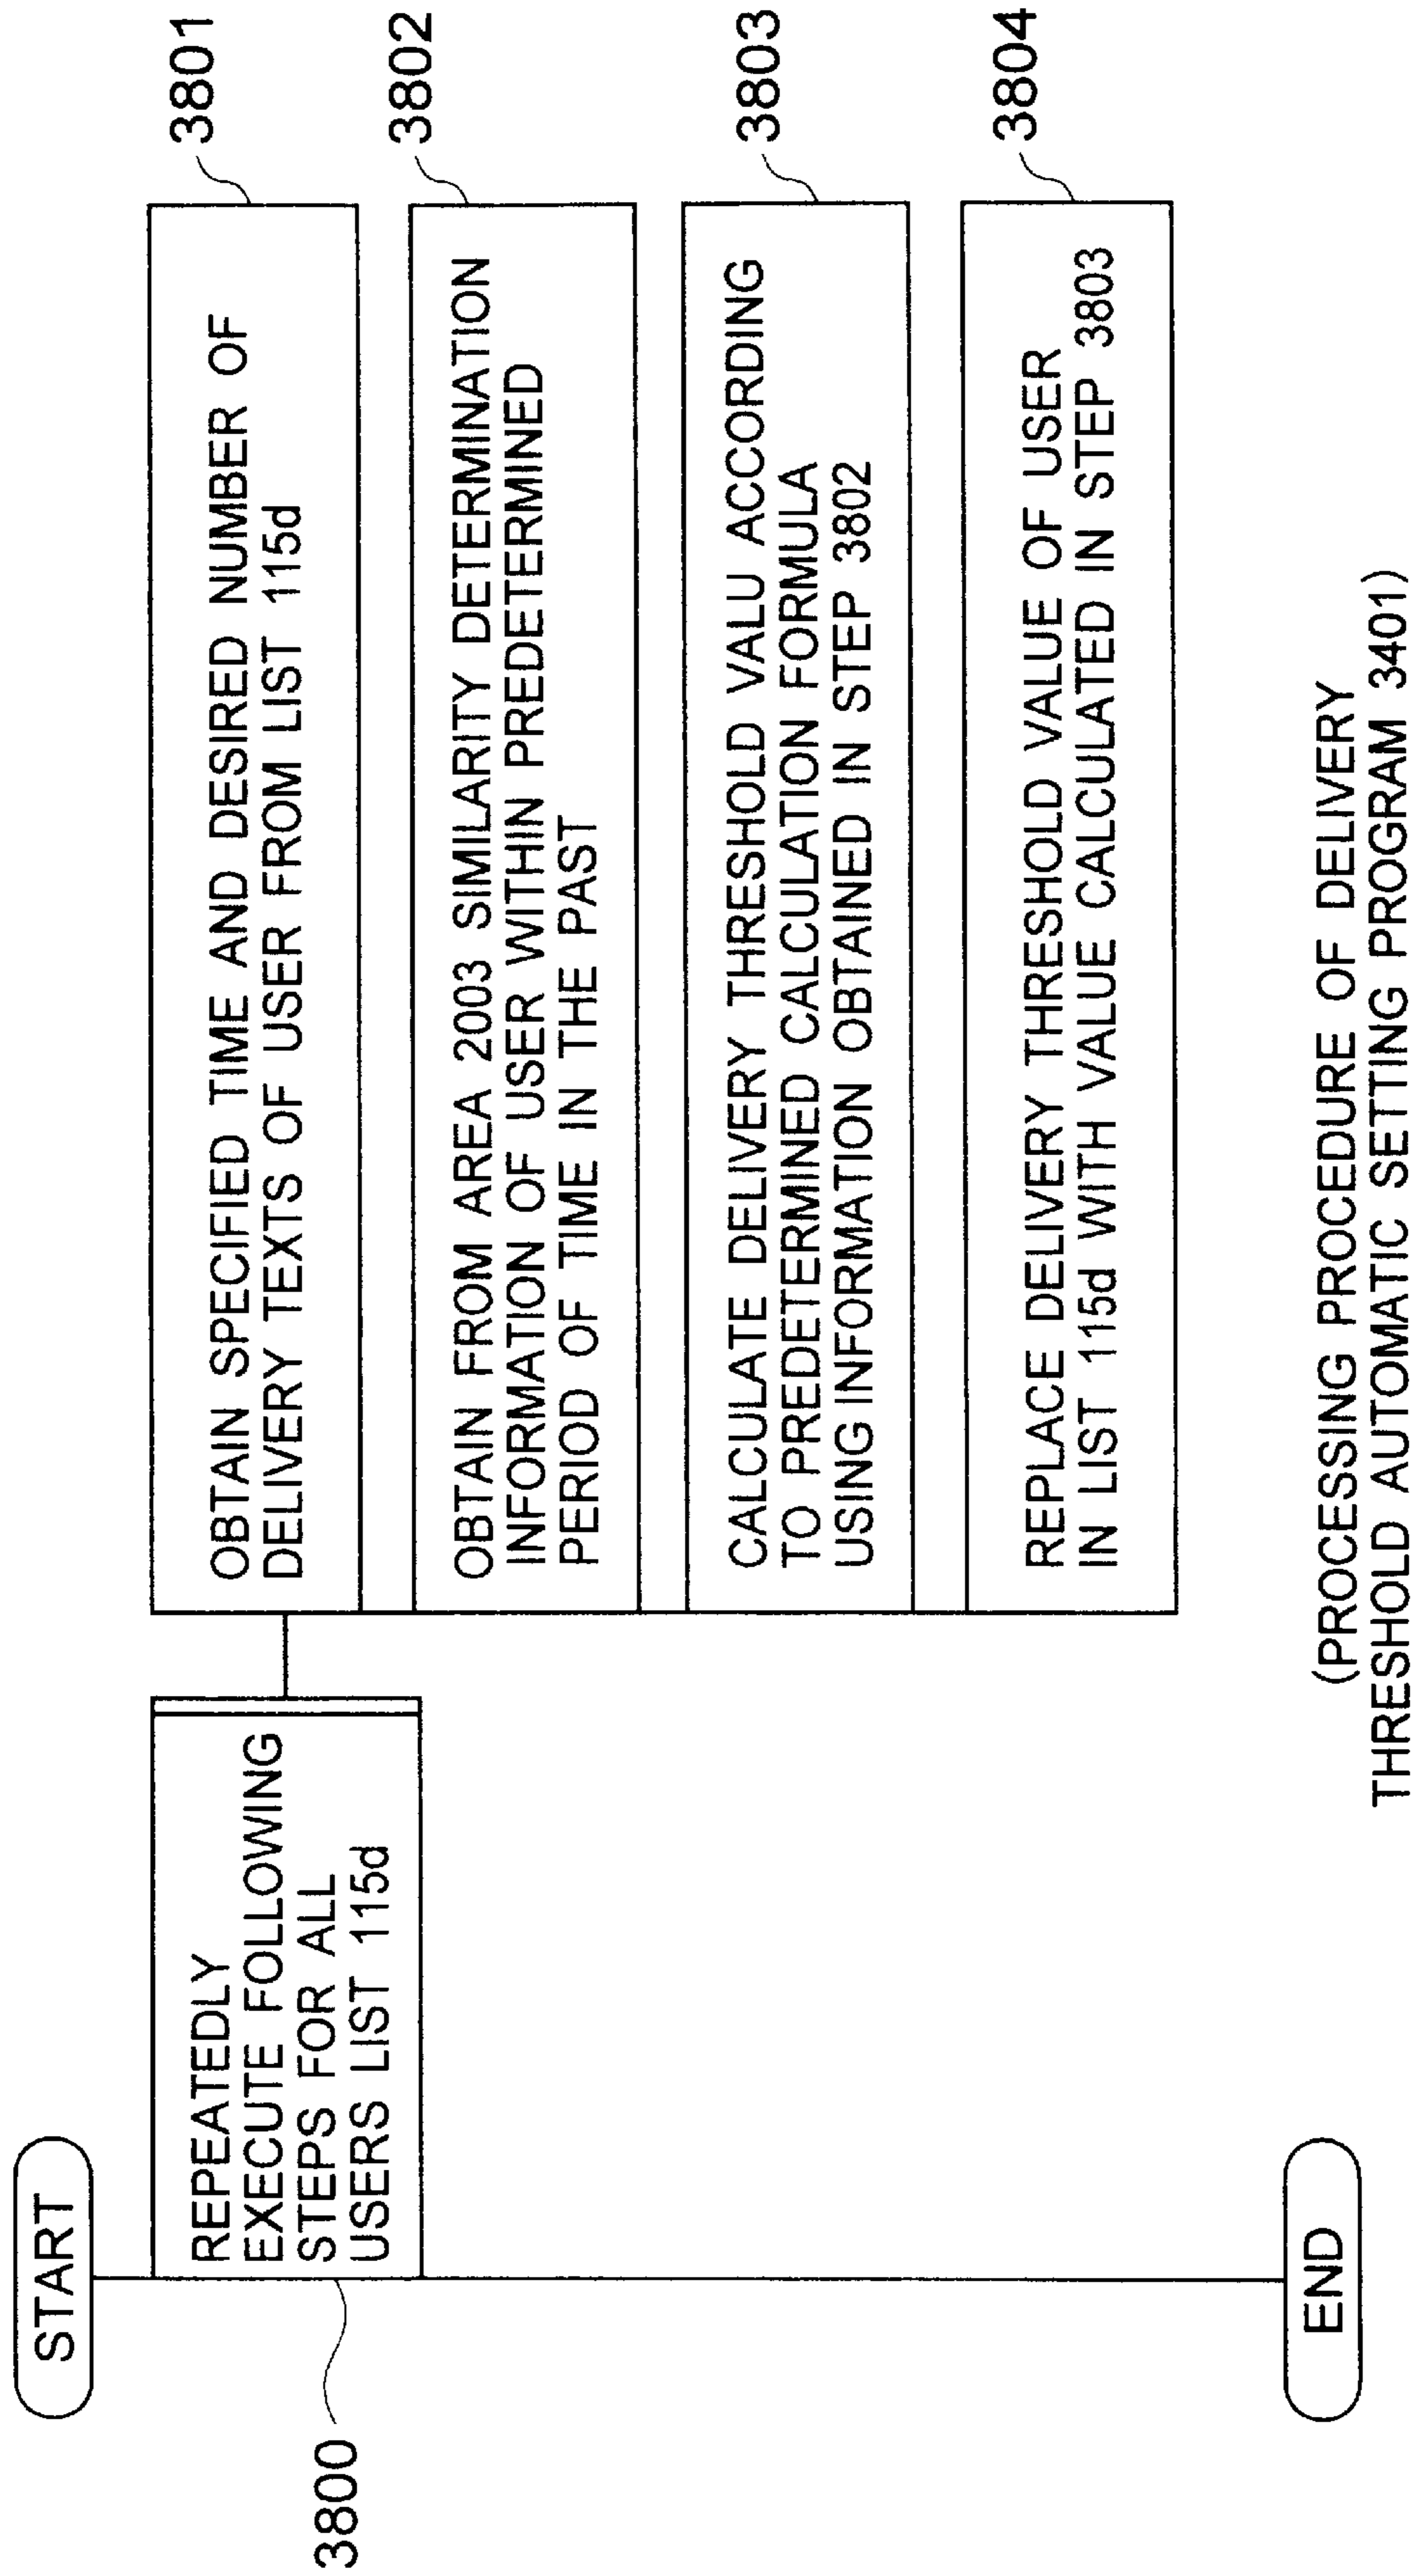 START
3800
REPEATEDLY
EXECUTE FOLLOWING
STEPS FOR ALL
USERS LIST 115d
3801
OBTAIN SPECIFIED TIME AND DESIRED NUMBER OF
DELIVERY TEXTS OF USER FROM LIST 115d
3802
OBTAIN FROM AREA 2003 SIMILARITY DETERMINATION
INFORMATION OF USER WITHIN PREDETERMINED
PERIOD OF TIME IN THE PAST
3803
CALCULATE DELIVERY THRESHOLD VALU ACCORDING
TO PREDETERMINED CALCULATION FORMULA
USING INFORMATION OBTAINED IN STEP 3802
3804
REPLACE DELIVERY THRESHOLD VALUE OF USER
IN LIST 115d WITH VALUE CALCULATED IN STEP 3803
END
(PROCESSING PROCEDURE OF DELIVERY
THRESHOLD AUTOMATIC SETTING PROGRAM 3401)